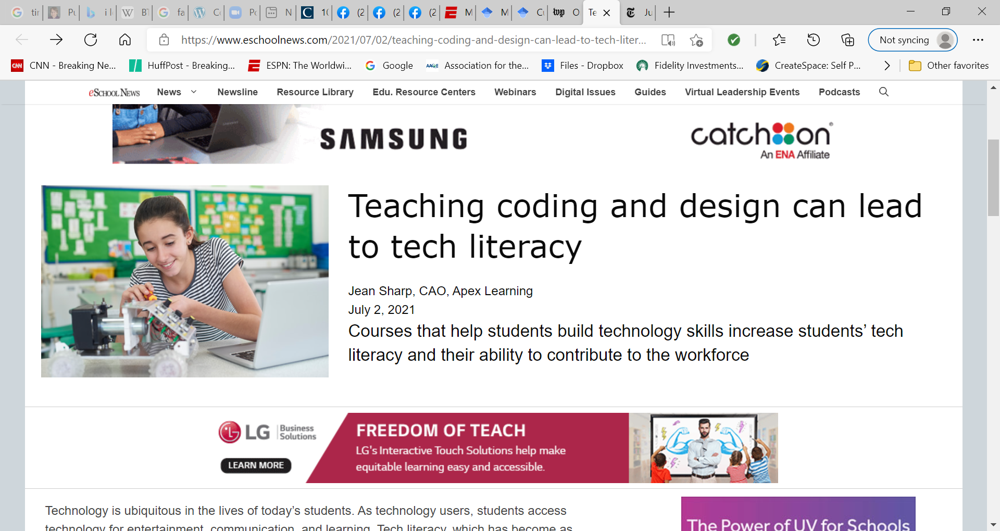 tir
Pu
i l
BT
fa
Co
Po
N
10
(2
(2
(2
M
M
Cu
O
Te
Ju
https://www.eschoolnews.com/2021/07/02/teaching-coding-and-design-can-lead-to-tech-liter...
Not syncing
CNN - Breaking Ne...
HuffPost - Breaking...
ESPN: The Worldwi...
Google
Association for the...
Files - Dropbox
Fidelity Investments...
CreateSpace: Self P...
Other favorites
eSchool News
News
Newsline
Resource Library
Edu. Resource Centers
Webinars
Digital Issues
Guides
Virtual Leadership Events
Podcasts
SAMSUNG
catchon®
An ENA Affiliate
Teaching coding and design can lead
to tech literacy
Jean Sharp, CAO, Apex Learning
July 2, 2021
Courses that help students build technology skills increase students’ tech
literacy and their ability to contribute to the workforce
LG Business
Solutions
LEARN MORE
FREEDOM OF TEACH
LG's Interactive Touch Solutions help make
equitable learning easy and accessible.
Technology is ubiquitous in the lives of today’s students. As technology users, students access
technology for entertainment, communication, and learning. Tech literacy, which has become as
The Power of UV for Schools